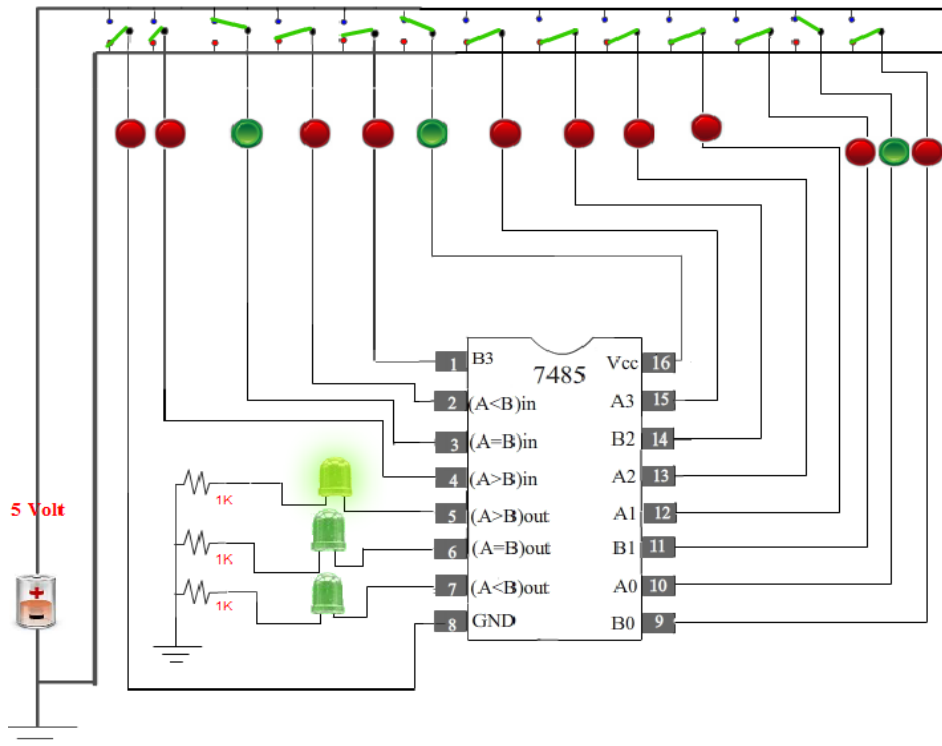 5 Volt
1K
1K
1K
7485
1 B3
2 (A<B)in
3 (A=B)in
4 (A>B)in
5 (A>B)out
6 (A=B)out
7 (A<B)out
8 GND
Vcc 16
A3 15
B2 14
A2 13
A1 12
B1 11
A0 10
B0 9
+
-